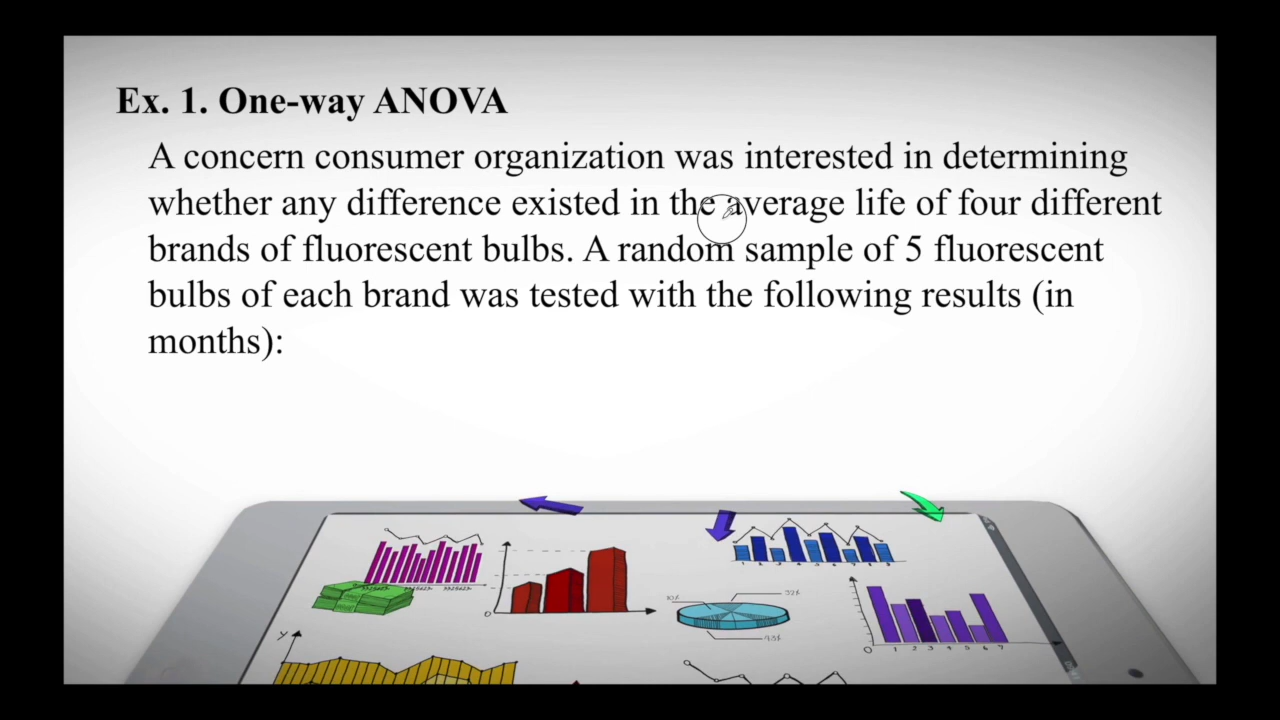 Ex. 1. One-way ANOVA
A concern consumer organization was interested in determining
whether any difference existed in the average life of four different
brands of fluorescent bulbs. A random sample of 5 fluorescent
bulbs of each brand was tested with the following results (in
months):